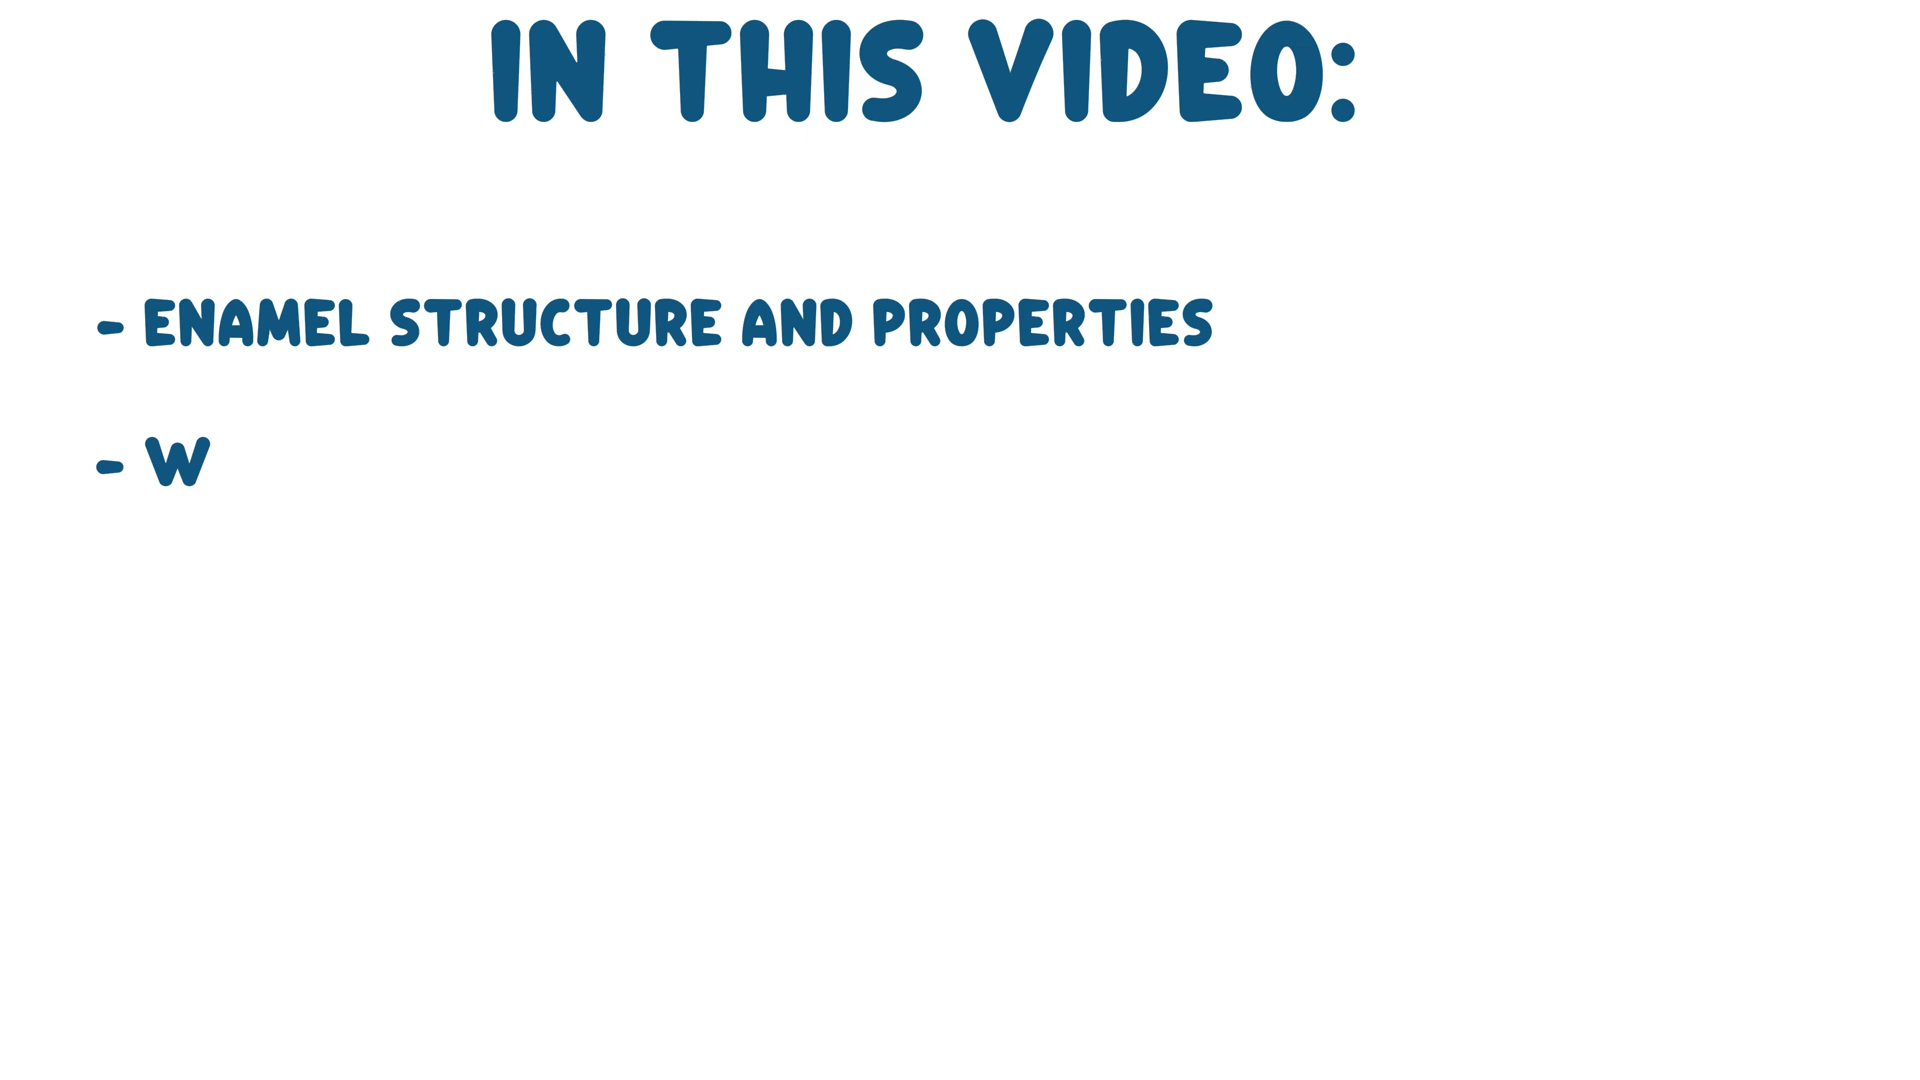 IN THIS VIDEO:
- ENAMEL STRUCTURE AND PROPERTIES
- W